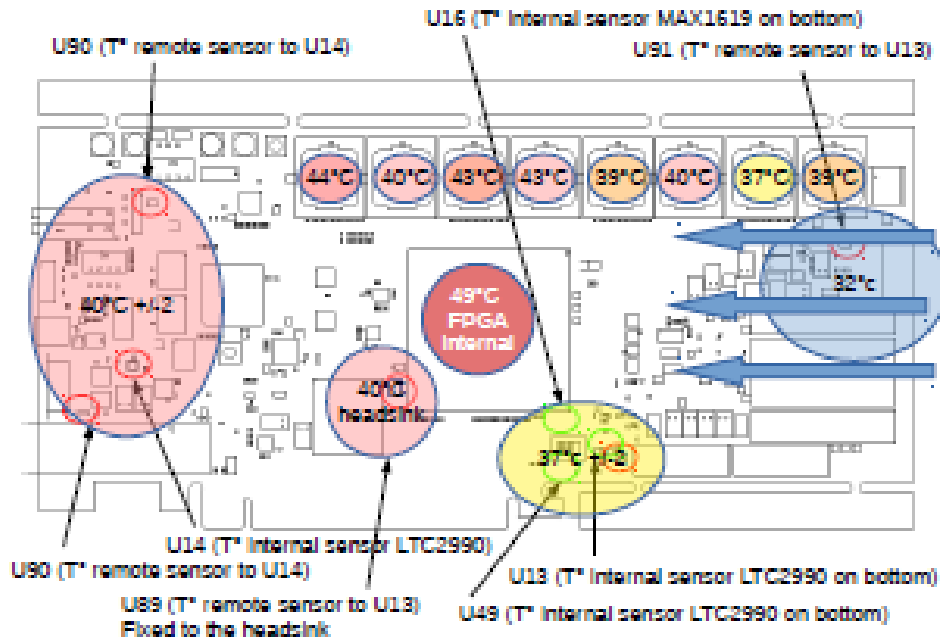 U16 (T° Internal sensor MAX1619 on bottom)
U90 (T° remote sensor to U14)
U91 (T° remote sensor to U13)
44°C 40°C 43°C 43°C 39°C 40°C 37°C 39°C
32°c
40°C +/-2
49°C
FPGA
Internal
40°C
headsink
37°c +/-2
U14 (T° Internal sensor LTC2990)
U90 (T° remote sensor to U14)
U13 (T° Internal sensor LTC2990 on bottom)
U89 (T° remote sensor to U13)
Fixed to the headsink
U49 (T° Internal sensor LTC2990 on bottom)